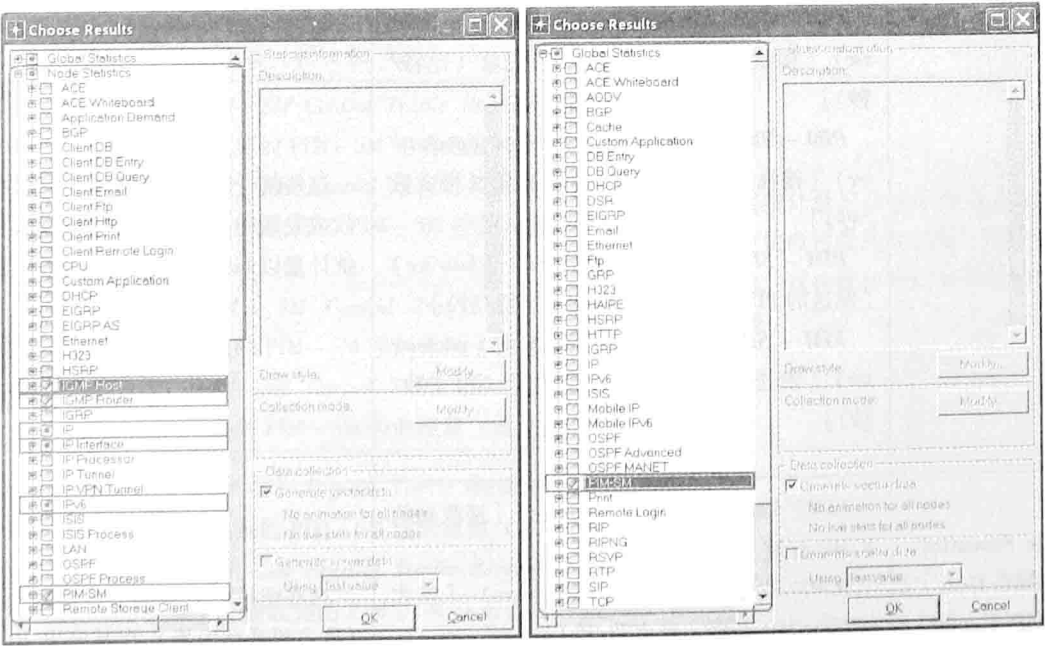 Choose Results
Global Statistics
Node Statistics
ACE
ACE Whiteboard
Application Demand
BGP
Client DB
Client DB Entry
Client DB Query
Client Email
Client Ftp
Client Http
Client Print
Client Remote Login
CPU
Custom Application
DHCP
EIGRP
EIGRP AS
Ethernet
H323
HSRP
IGMP Host
IGMP Router
IGRP
IP
IP Interface
IP Processor
IP Tunnel
IP VPN Tunnel
IPv6
ISIS
ISIS Process
LAN
OSPF
OSPF Process
PIM-SM
Remote Storage Client
Statistic information
Description:
Draw style:
Modify...
Collection mode:
Modify...
Data collection
Generate vector data
No animation for all nodes
No live stats for all nodes
Generate scalar data
Using
last value
OK
Cancel
Choose Results
Global Statistics
ACE
ACE Whiteboard
AODV
BGP
Cache
Custom Application
DB Entry
DB Query
DHCP
DSR
EIGRP
Email
Ethernet
Ftp
GRP
H323
HAIPE
HSRP
HTTP
IGRP
IP
IPv6
ISIS
Mobile IP
Mobile IPv6
OSPF
OSPF Advanced
OSPF MANET
PIM-SM
Print
Remote Login
RIP
RIPNG
RSVP
RTP
SIP
TCP
Statistic information
Description:
Draw style:
Modify...
Collection mode:
Modify...
Data collection
Generate vector data
No animation for all nodes
No live stats for all nodes
Generate scalar data
Using
last value
OK
Cancel